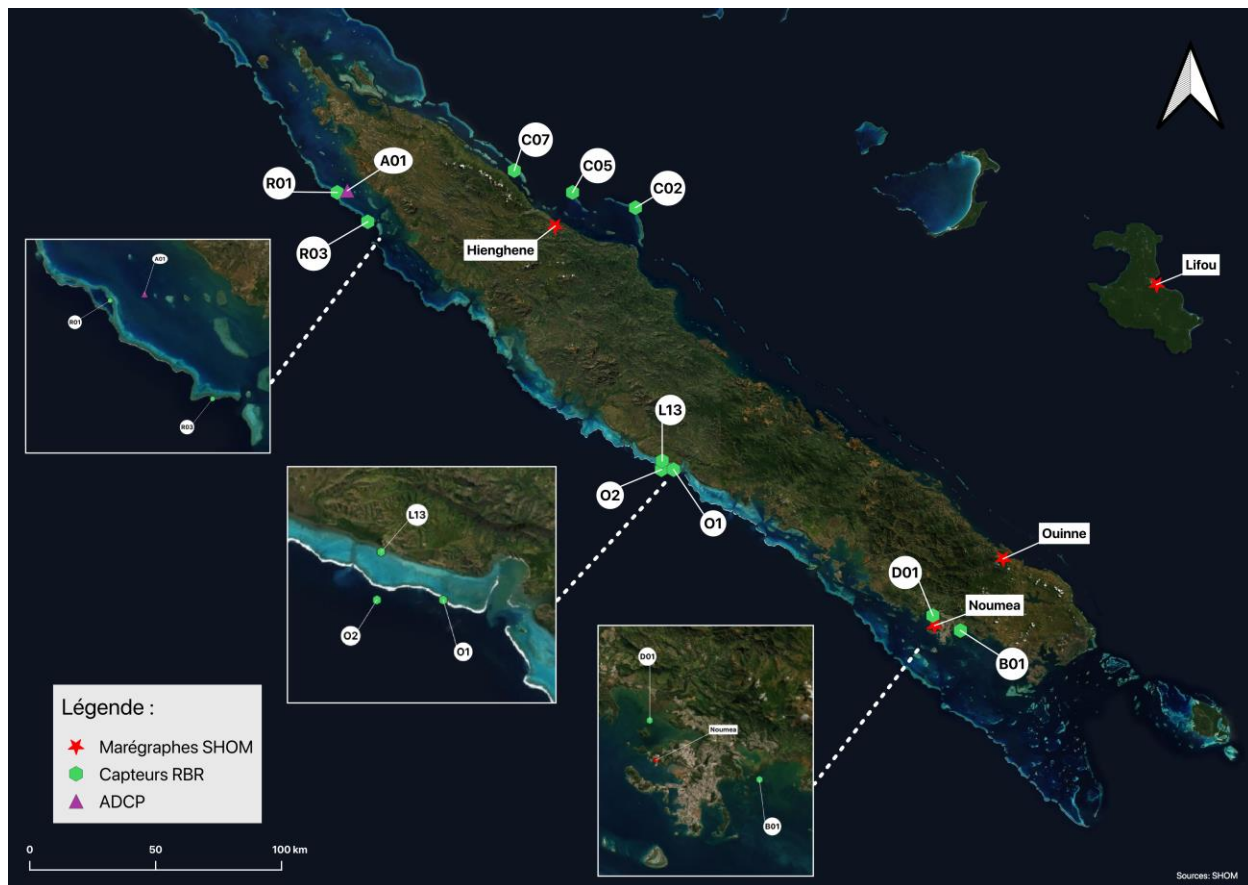 C07
A01
C05
R01
C02
R03
Hienghene
Lifou
A01
R01
R03
L13
O2
O1
Ouinne
D01
Noumea
B01
L13
O2
O1
D01
Noumea
B01
Légende :
Marégraphes SHOM
Capteurs RBR
ADCP
0 50 100 km
Sources: SHOM